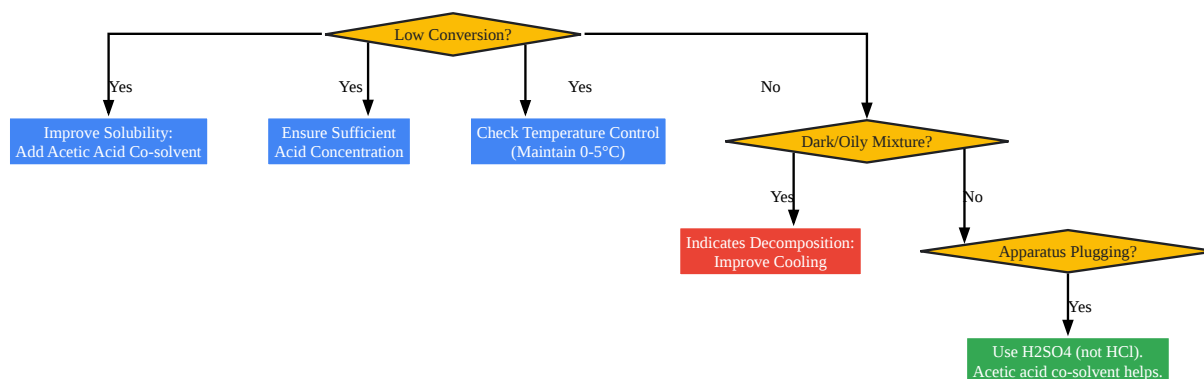 Low Conversion?
Yes
Yes
Yes
No
Improve Solubility:
Add Acetic Acid Co-solvent
Ensure Sufficient
Acid Concentration
Check Temperature Control
(Maintain 0-5°C)
Dark/Oily Mixture?
Yes
No
Indicates Decomposition:
Improve Cooling
Apparatus Plugging?
Yes
Use H2SO4 (not HCl).
Acetic acid co-solvent helps.